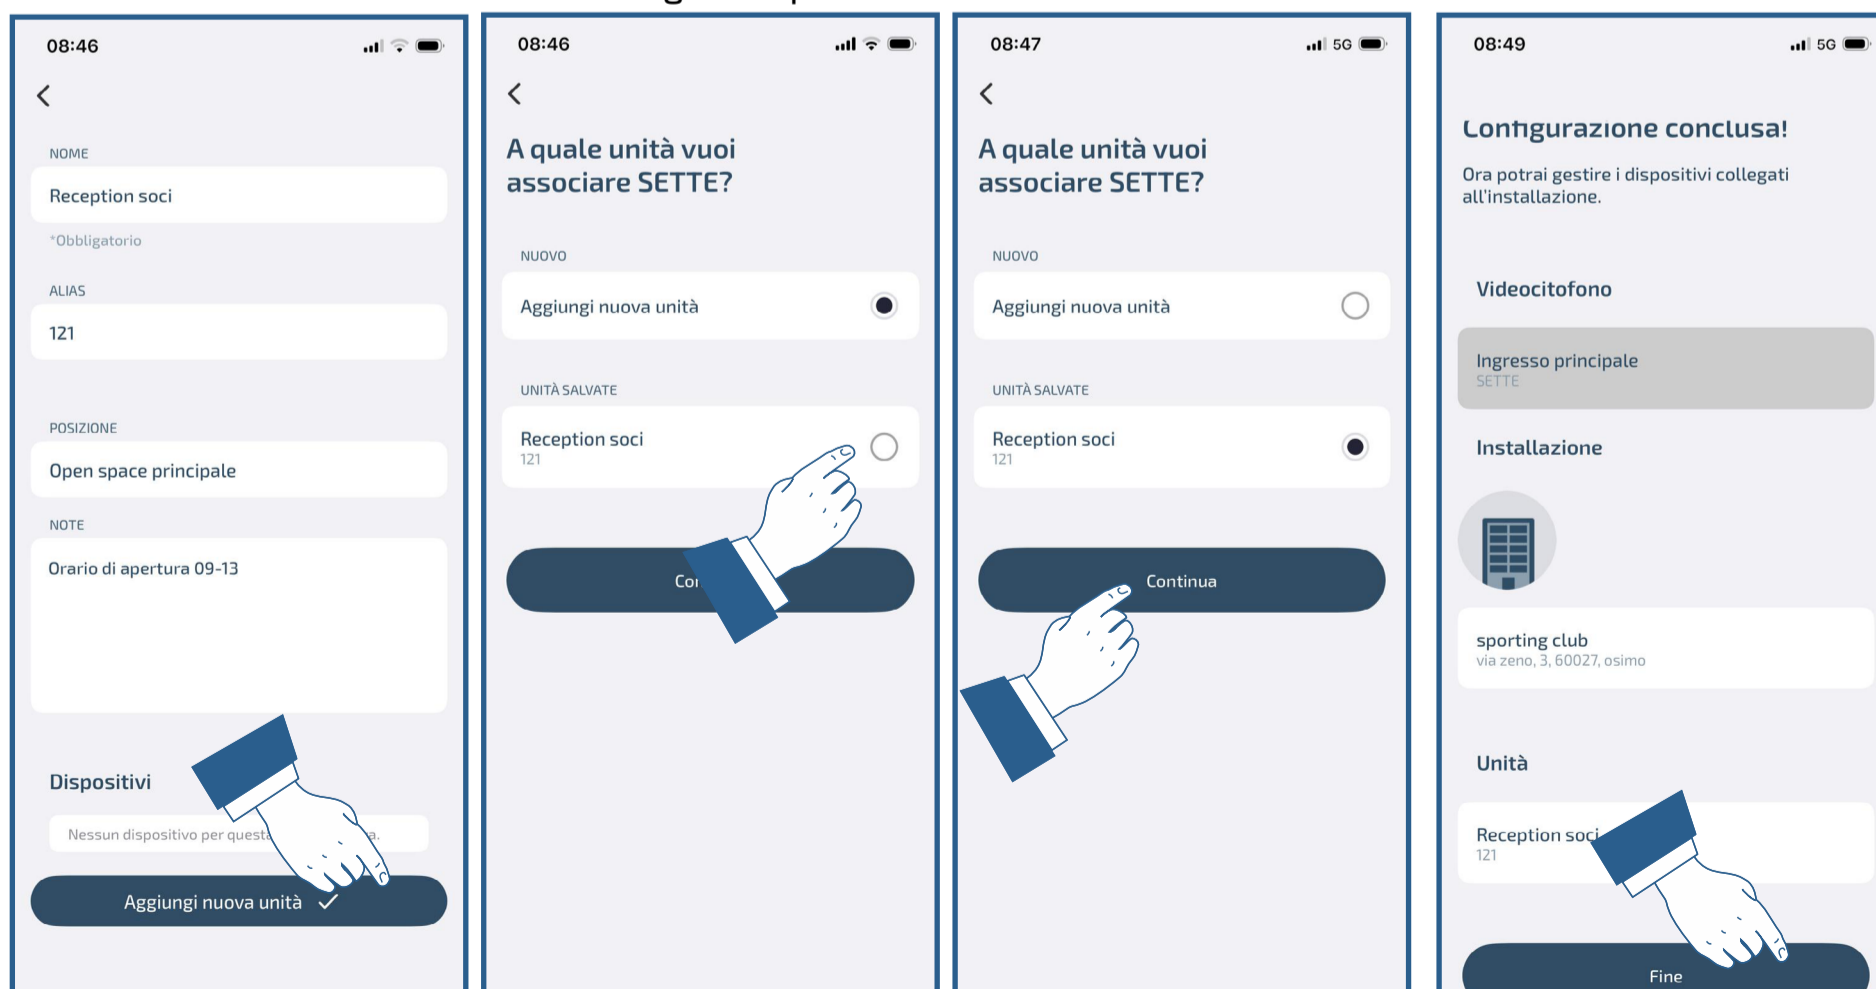 08:46
NOME
Reception soci
*Obbligatorio
ALIAS
121
POSIZIONE
Open space principale
NOTE
Orario di apertura 09-13
Dispositivi
Nessun dispositivo per
Aggiungi nuova unità
08:46
A quale unità vuoi
associare SETTE?
NUOVO
Aggiungi nuova unità
UNITÀ SALVATE
Reception soci
121
08:47
5G
A quale unità vuoi
associare SETTE?
NUOVO
Aggiungi nuova unità
UNITÀ SALVATE
Reception soci
121
Continua
08:49
5G
Configurazione conclusa!
Ora potrai gestire i dispositivi collegati
all'installazione.
Videocitofono
Ingresso principale
SETTE
Installazione
sporting club
via zeno, 3, 60027, osimo
Unità
Reception soci
121
Fine